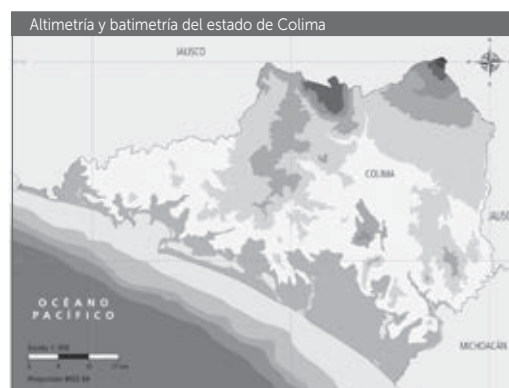 Altimetría y batimetría del estado de Colima
JALISCO
COLIMA
JALISCO
OCÉANO
PACÍFICO
MICHOACÁN